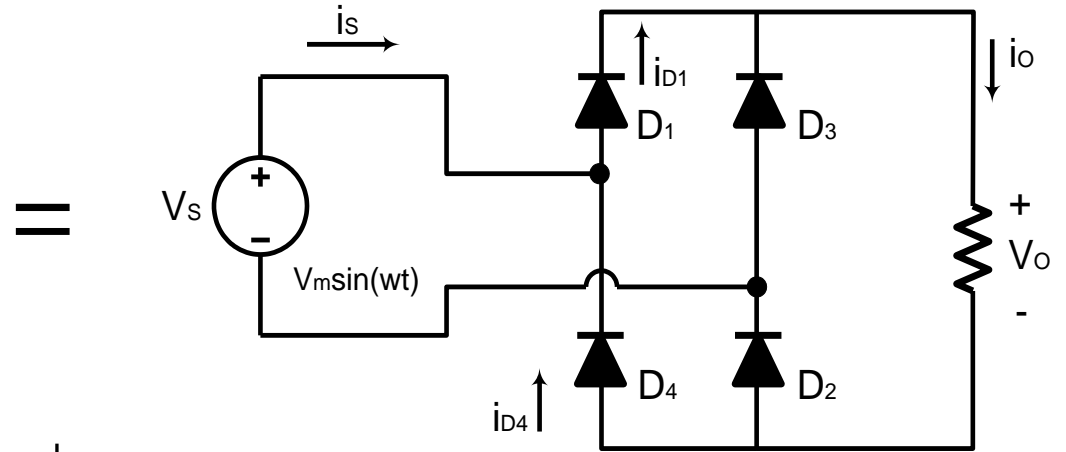 iS
iD1
iO
D1
D3
=
VS
+
-
Vmsin(wt)
+
VO
-
iD4
D4
D2